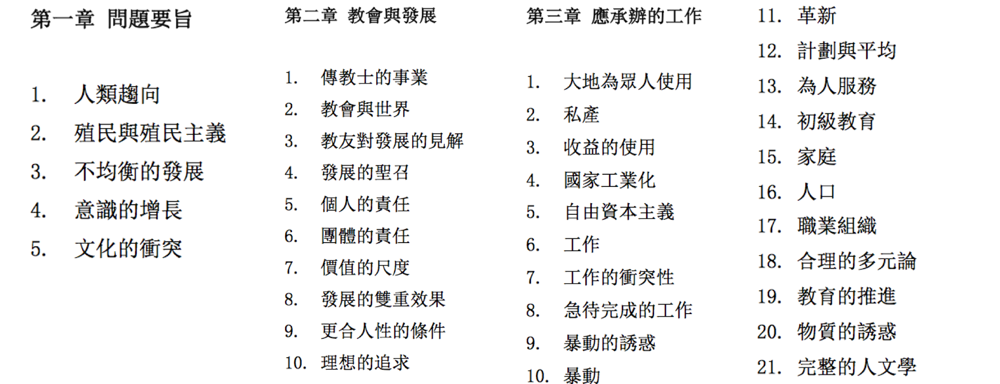 第一章 問題要旨
1. 人類趨向
2. 殖民與殖民主義
3. 不均衡的發展
4. 意識的增長
5. 文化的衝突
第二章 教會與發展
1. 傳教士的事業
2. 教會與世界
3. 教友對發展的見解
4. 發展的聖召
5. 個人的責任
6. 團體的責任
7. 價值的尺度
8. 發展的雙重效果
9. 更合人性的條件
10. 理想的追求
第三章 應承辦的工作
1. 大地為眾人使用
2. 私產
3. 收益的使用
4. 國家工業化
5. 自由資本主義
6. 工作
7. 工作的衝突性
8. 急待完成的工作
9. 暴動的誘惑
10. 暴動
11. 革新
12. 計劃與平均
13. 為人服務
14. 初級教育
15. 家庭
16. 人口
17. 職業組織
18. 合理的多元論
19. 教育的推進
20. 物質的誘惑
21. 完整的人文學